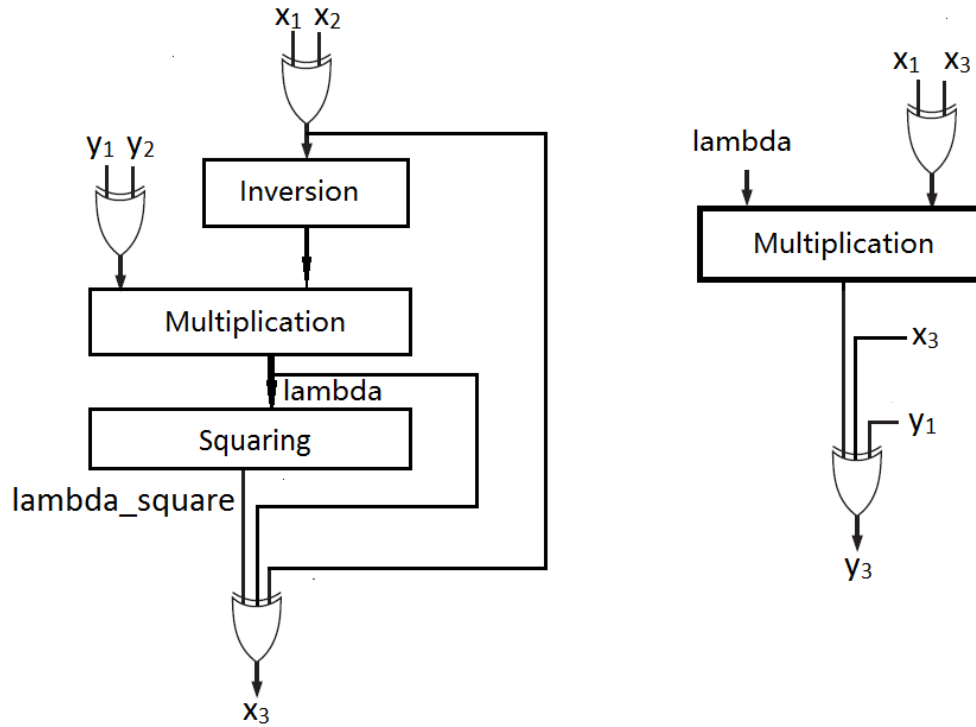 x₁ x₂
y₁ y₂
Inversion
Multiplication
lambda
Squaring
lambda_square
x₃
x₁ x₃
lambda
Multiplication
x₃
y₁
y₃